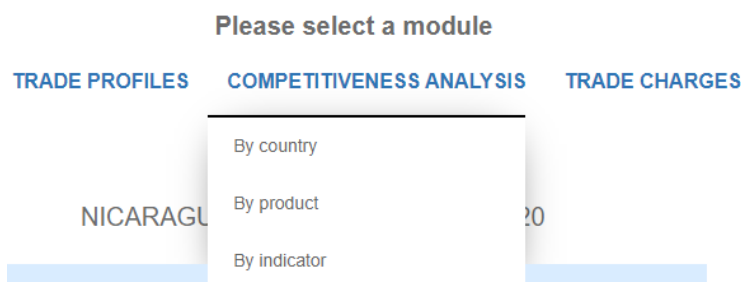 Please select a module
TRADE PROFILES COMPETITIVENESS ANALYSIS TRADE CHARGES
By country
By product
NICARAGU 20
By indicator